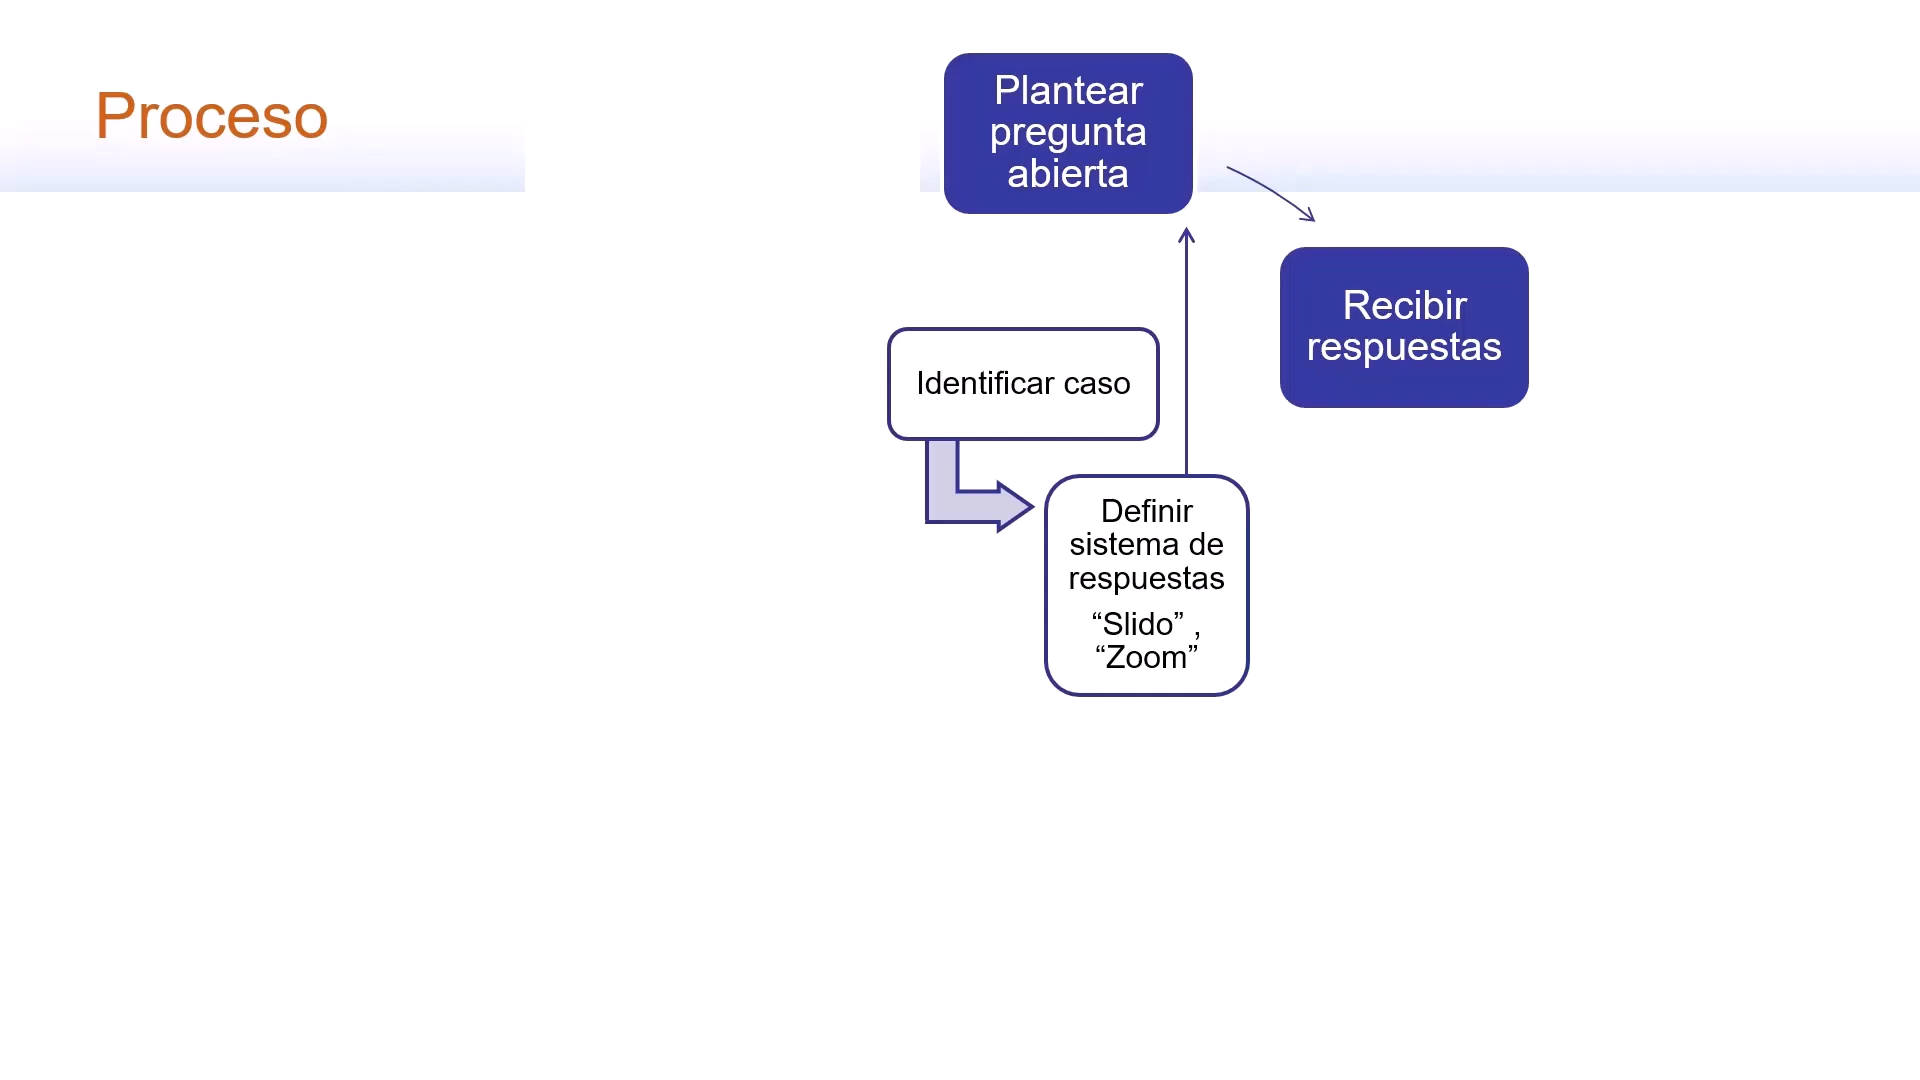 Proceso
Plantear
pregunta
abierta
Recibir
respuestas
Identificar caso
Definir
sistema de
respuestas
“Slido” ,
“Zoom”